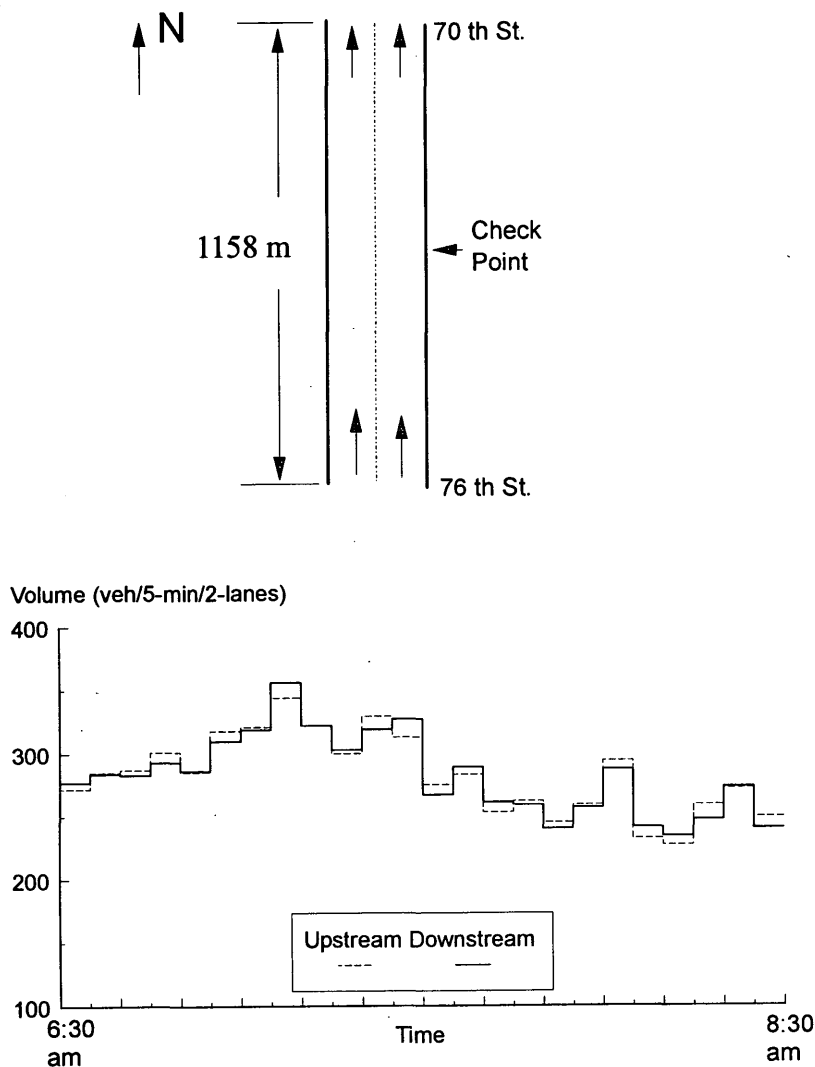 N
70 th St.
1158 m
Check
Point
76 th St.
Volume (veh/5-min/2-lanes)
400
300
200
100
Upstream Downstream
6:30
am
Time
8:30
am